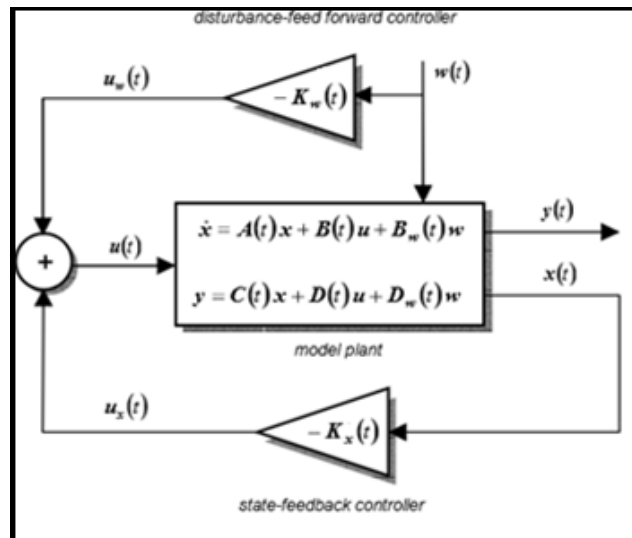 disturbance-feed forward controller
u_w(t)
w(t)
-K_w(t)
u(t)
+
ẋ = A(t)x + B(t)u + B_w(t)w
y = C(t)x + D(t)u + D_w(t)w
y(t)
x(t)
model plant
u_x(t)
-K_x(t)
state-feedback controller